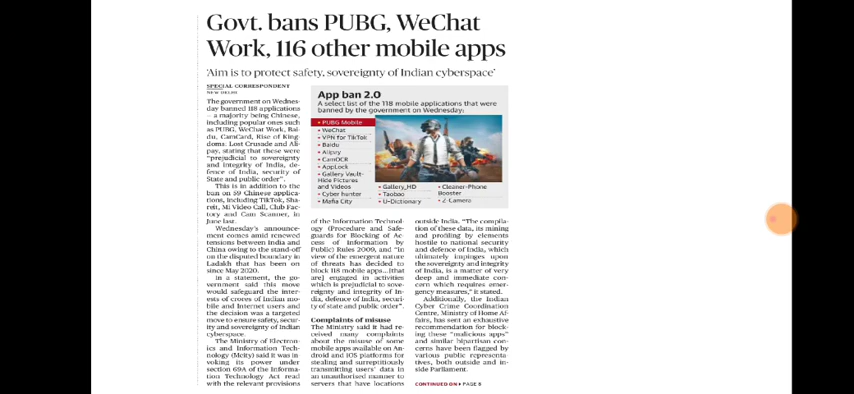 Govt. bans PUBG, WeChat
Work, 116 other mobile apps
'Aim is to protect safety, sovereignty of Indian cyberspace'
SPECIAL CORRESPONDENT
NEW DELHI
The government on Wednes-
day banned 118 applications
– a majority being Chinese,
including popular ones such
as PUBG, WeChat Work, Bai-
du, CamCard, Rise of King-
doms: Lost Crusade and Ali-
pay, stating that these were
"prejudicial to sovereignty
and integrity of India, de-
fence of India, security of
State and public order".
This is in addition to the
ban on 59 Chinese applica-
tions, including TikTok, Sha-
reit, MI Video Call, Club Fac-
tory and Cam Scanner, in
June last.
Wednesday's announce-
ment comes amid renewed
tensions between India and
China owing to the stand-off
on the disputed boundary in
Ladakh that has been on
since May 2020.
In a statement, the go-
vernment said this move
would safeguard the inter-
ests of crores of Indian mo-
bile and Internet users and
the decision was a targeted
move to ensure safety, secur-
ity and sovereignty of Indian
cyberspace.
The Ministry of Electron-
ics and Information Tech-
nology (Meity) said it was in-
voking its power under
section 69A of the Informa-
tion Technology Act read
with the relevant provisions
App ban 2.0
A select list of the 118 mobile applications that were
banned by the government on Wednesday:
• PUBG Mobile
• WeChat
• VPN for TikTok
• Baidu
• Alipay
• CamOCR
• AppLock
• Gallery Vault-
Hide Pictures
and Videos
• Cyber hunter
• Mafia City
• Gallery_HD
• Taobao
• U-Dictionary
• Cleaner-Phone
Booster
• Z-Camera
of the Information Technol-
ogy (Procedure and Safe-
guards for Blocking of Ac-
cess of Information by
Public) Rules 2009, and "in
view of the emergent nature
of threats has decided to
block 118 mobile apps...[that
are] engaged in activities
which is prejudicial to sove-
reignty and integrity of In-
dia, defence of India, securi-
ty of state and public order".
Complaints of misuse
The Ministry said it had re-
ceived many complaints
about the misuse of some
mobile apps available on An-
droid and iOS platforms for
stealing and surreptitiously
transmitting users' data in
an unauthorised manner to
servers that have locations
outside India. "The compila-
tion of these data, its mining
and profiling by elements
hostile to national security
and defence of India, which
ultimately impinges upon
the sovereignty and integrity
of India, is a matter of very
deep and immediate con-
cern which requires emer-
gency measures," it stated.
Additionally, the Indian
Cyber Crime Coordination
Centre, Ministry of Home Af-
fairs, has sent an exhaustive
recommendation for block-
ing these "malicious apps"
and similar bipartisan con-
cerns have been flagged by
various public representa-
tives, both outside and in-
side Parliament.
CONTINUED ON ▸ PAGE 8